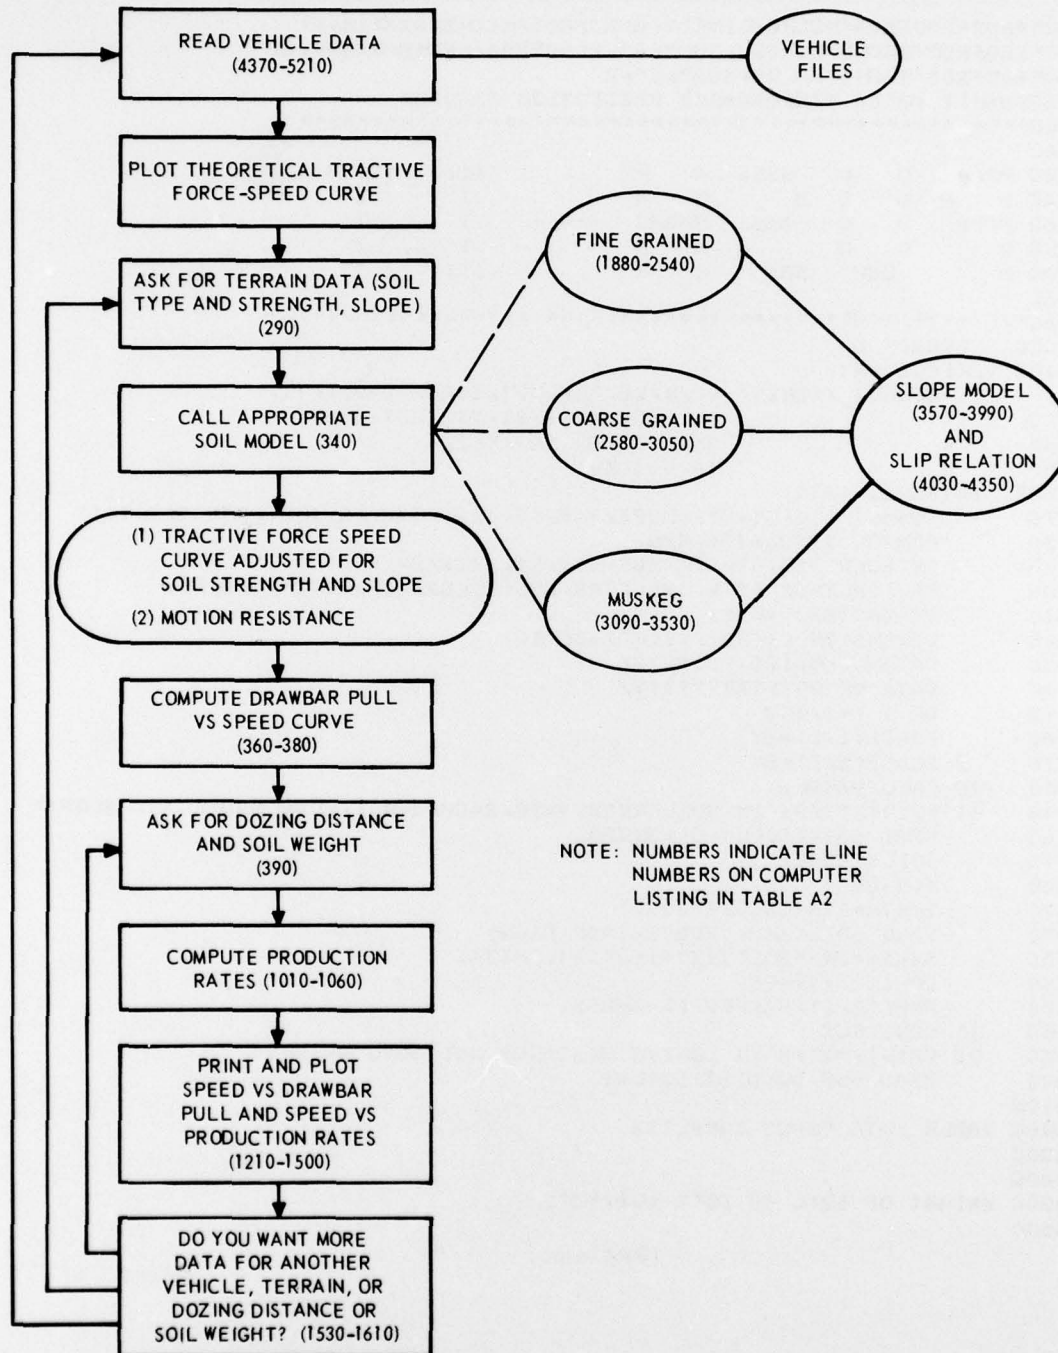 READ VEHICLE DATA
(4370-5210)
VEHICLE
FILES
PLOT THEORETICAL TRACTIVE
FORCE-SPEED CURVE
ASK FOR TERRAIN DATA (SOIL
TYPE AND STRENGTH, SLOPE)
(290)
CALL APPROPRIATE
SOIL MODEL (340)
FINE GRAINED
(1880-2540)
COARSE GRAINED
(2580-3050)
MUSKEG
(3090-3530)
SLOPE MODEL
(3570-3990)
AND
SLIP RELATION
(4030-4350)
(1) TRACTIVE FORCE SPEED
CURVE ADJUSTED FOR
SOIL STRENGTH AND SLOPE
(2) MOTION RESISTANCE
COMPUTE DRAWBAR PULL
VS SPEED CURVE
(360-380)
ASK FOR DOZING DISTANCE
AND SOIL WEIGHT
(390)
NOTE: NUMBERS INDICATE LINE
NUMBERS ON COMPUTER
LISTING IN TABLE A2
COMPUTE PRODUCTION
RATES (1010-1060)
PRINT AND PLOT
SPEED VS DRAWBAR
PULL AND SPEED VS
PRODUCTION RATES
(1210-1500)
DO YOU WANT MORE
DATA FOR ANOTHER
VEHICLE, TERRAIN, OR
DOZING DISTANCE OR
SOIL WEIGHT? (1530-1610)